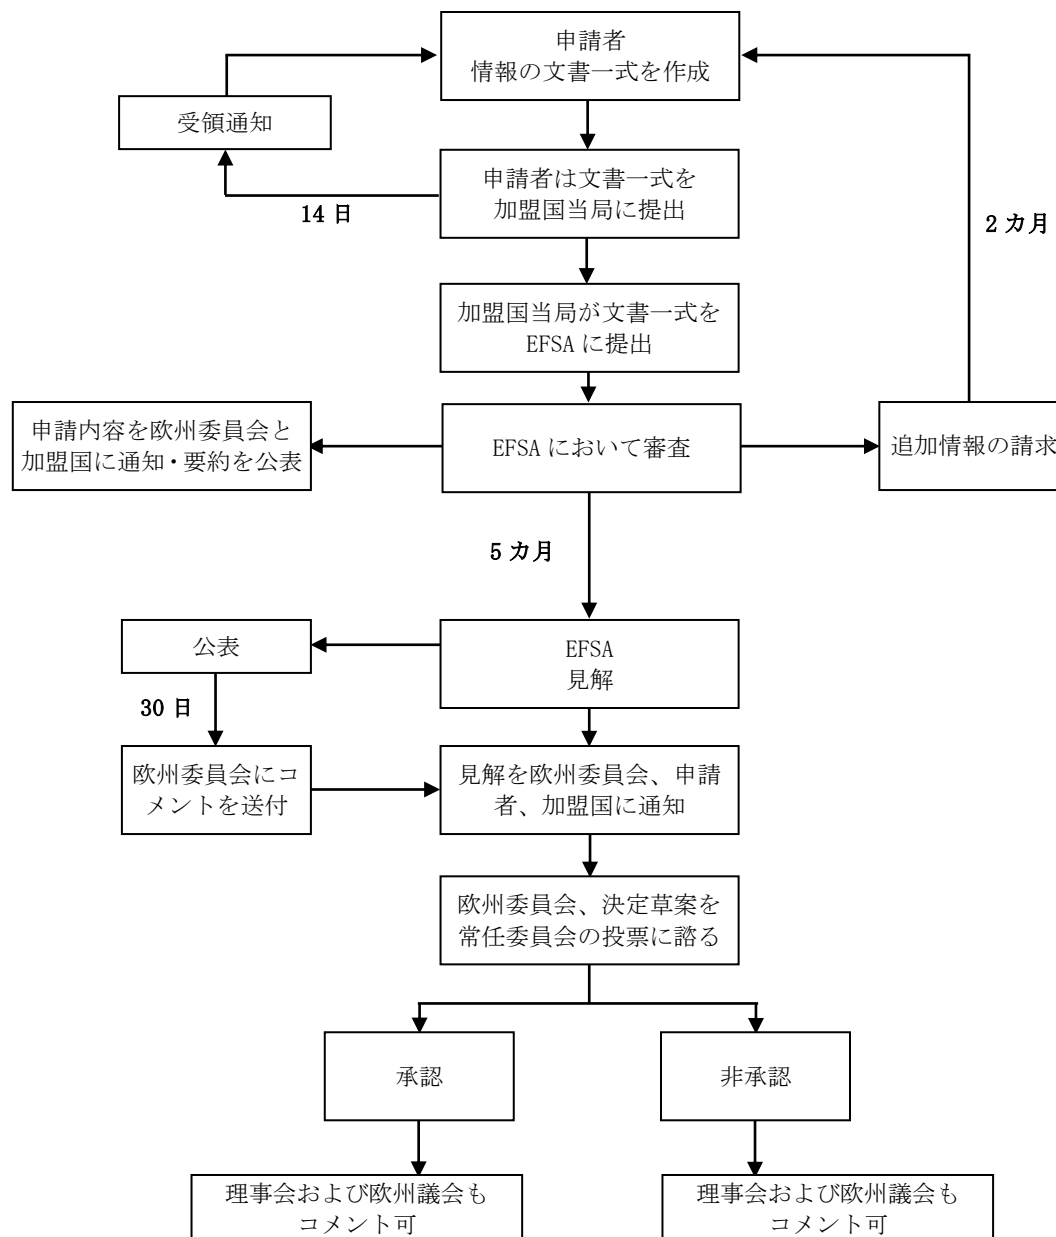 申請者
情報の文書一式を作成
受領通知
申請者は文書一式を
加盟国当局に提出
14 日
2 カ月
加盟国当局が文書一式を
EFSA に提出
申請内容を欧州委員会と
加盟国に通知・要約を公表
EFSA において審査
追加情報の請求
5 カ月
公表
EFSA
見解
30 日
欧州委員会にコ
メントを送付
見解を欧州委員会、申請
者、加盟国に通知
欧州委員会、決定草案を
常任委員会の投票に諮る
承認
非承認
理事会および欧州議会も
コメント可
理事会および欧州議会も
コメント可